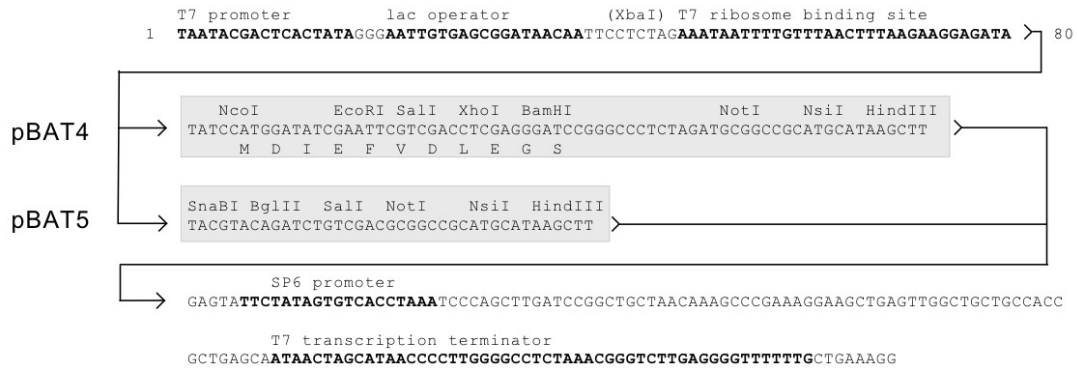 T7 promoter lac operator (XbaI) T7 ribosome binding site
1 TAATACGACTCACTATAGGGAATTGTGAGCGGATAACAATTCCTCTAGAAATAATTTTGTTTAACTTTAAGAAGGAGATA 80
NcoI EcoRI SalI XhoI BamHI NotI NsiI HindIII
pBAT4 TATCCATGGATATCGAATTCGTCGACCTCGAGGGATCCGGGCCCTCTAGATGCGGCCGCATGCATAAGCTT
M D I E F V D L E G S
SnaBI BglII SalI NotI NsiI HindIII
pBAT5 TACGTACAGATCTGTCGACGCGGCCGCATGCATAAGCTT
SP6 promoter
GAGTATTCTATAGTGTCACCTAAATCCCAGCTTGATCCGGCTGCTAACAAAGCCCGAAAGGAAGCTGAGTTGGCTGCTGCCACC
T7 transcription terminator
GCTGAGCAATAACTAGCATAACCCCTTGGGGCCTCTAAACGGGTCTTGAGGGGTTTTTTGCTGAAAGG